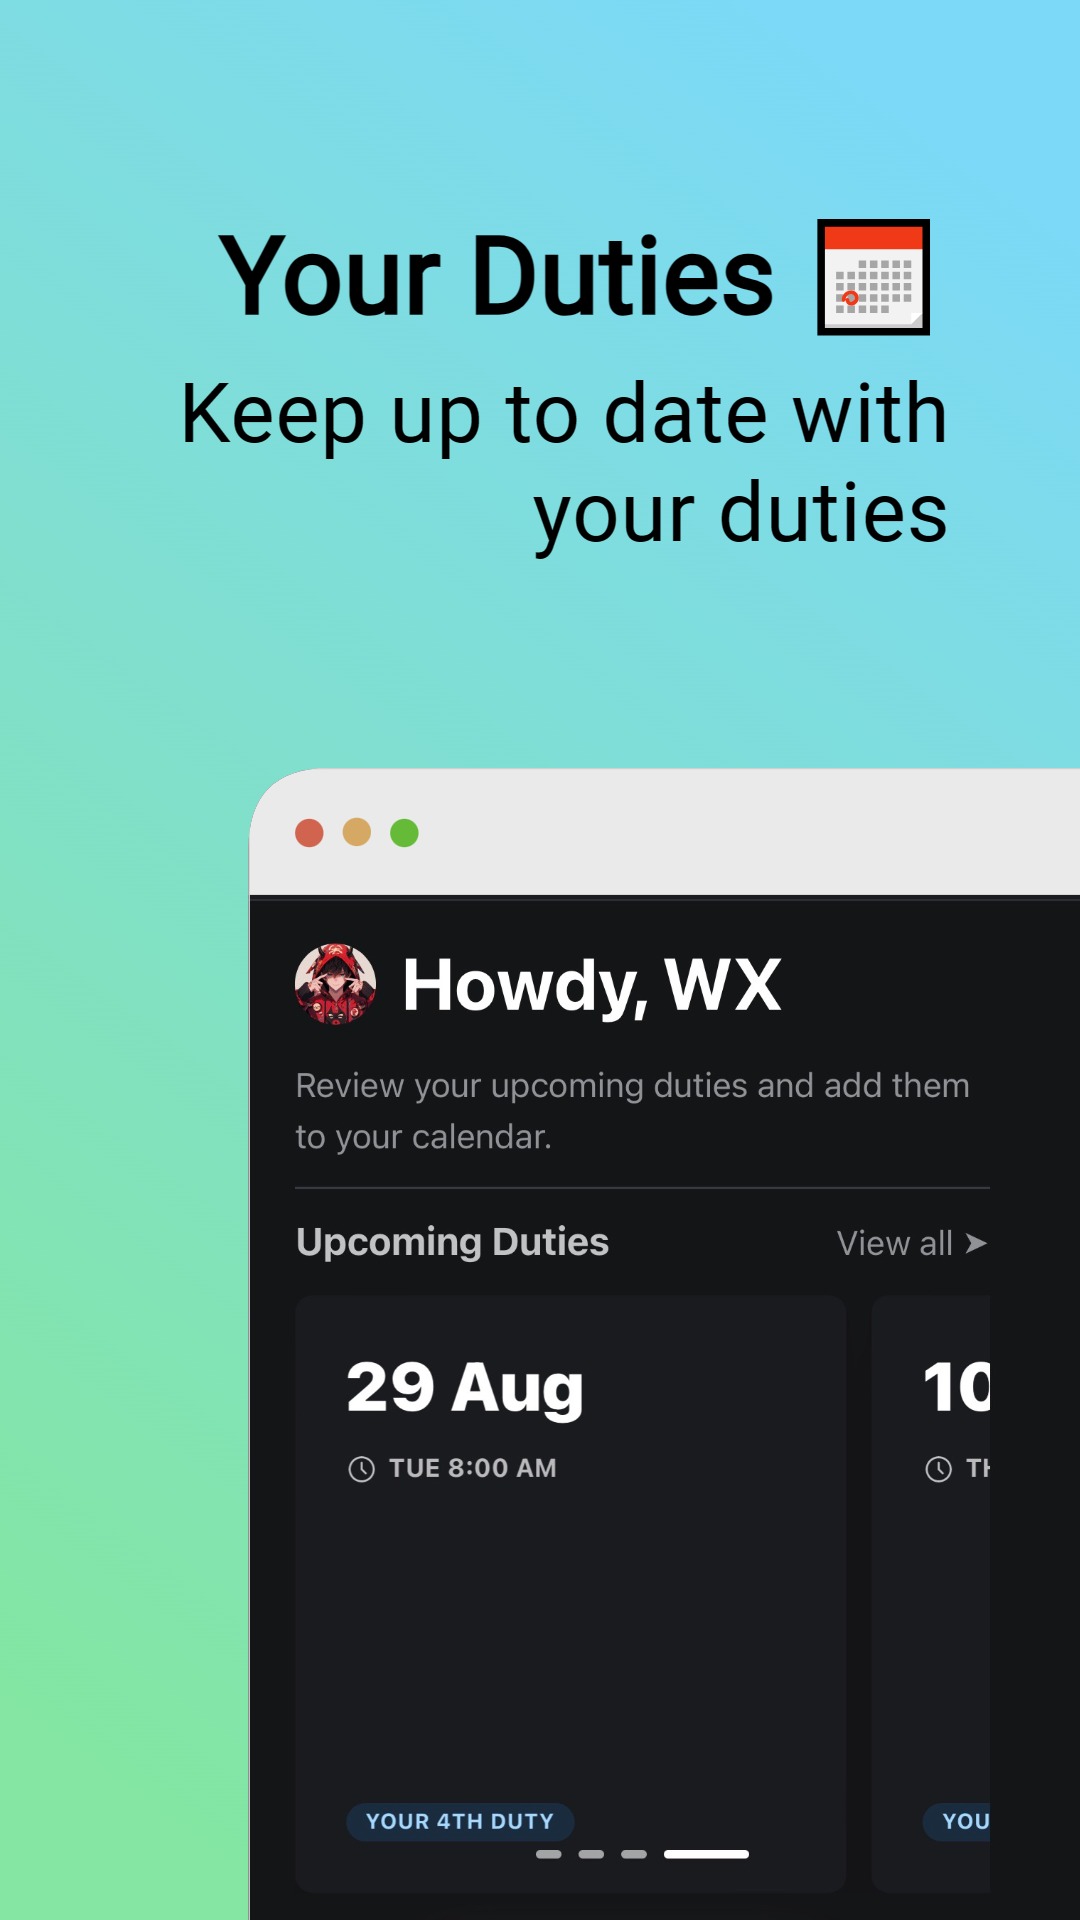 Your Duties
Keep up to date with
your duties
Howdy, WX
Review your upcoming duties and add them
to your calendar.
Upcoming Duties
View all ➤
29 Aug
TUE 8:00 AM
YOUR 4TH DUTY
10
TH
YOU